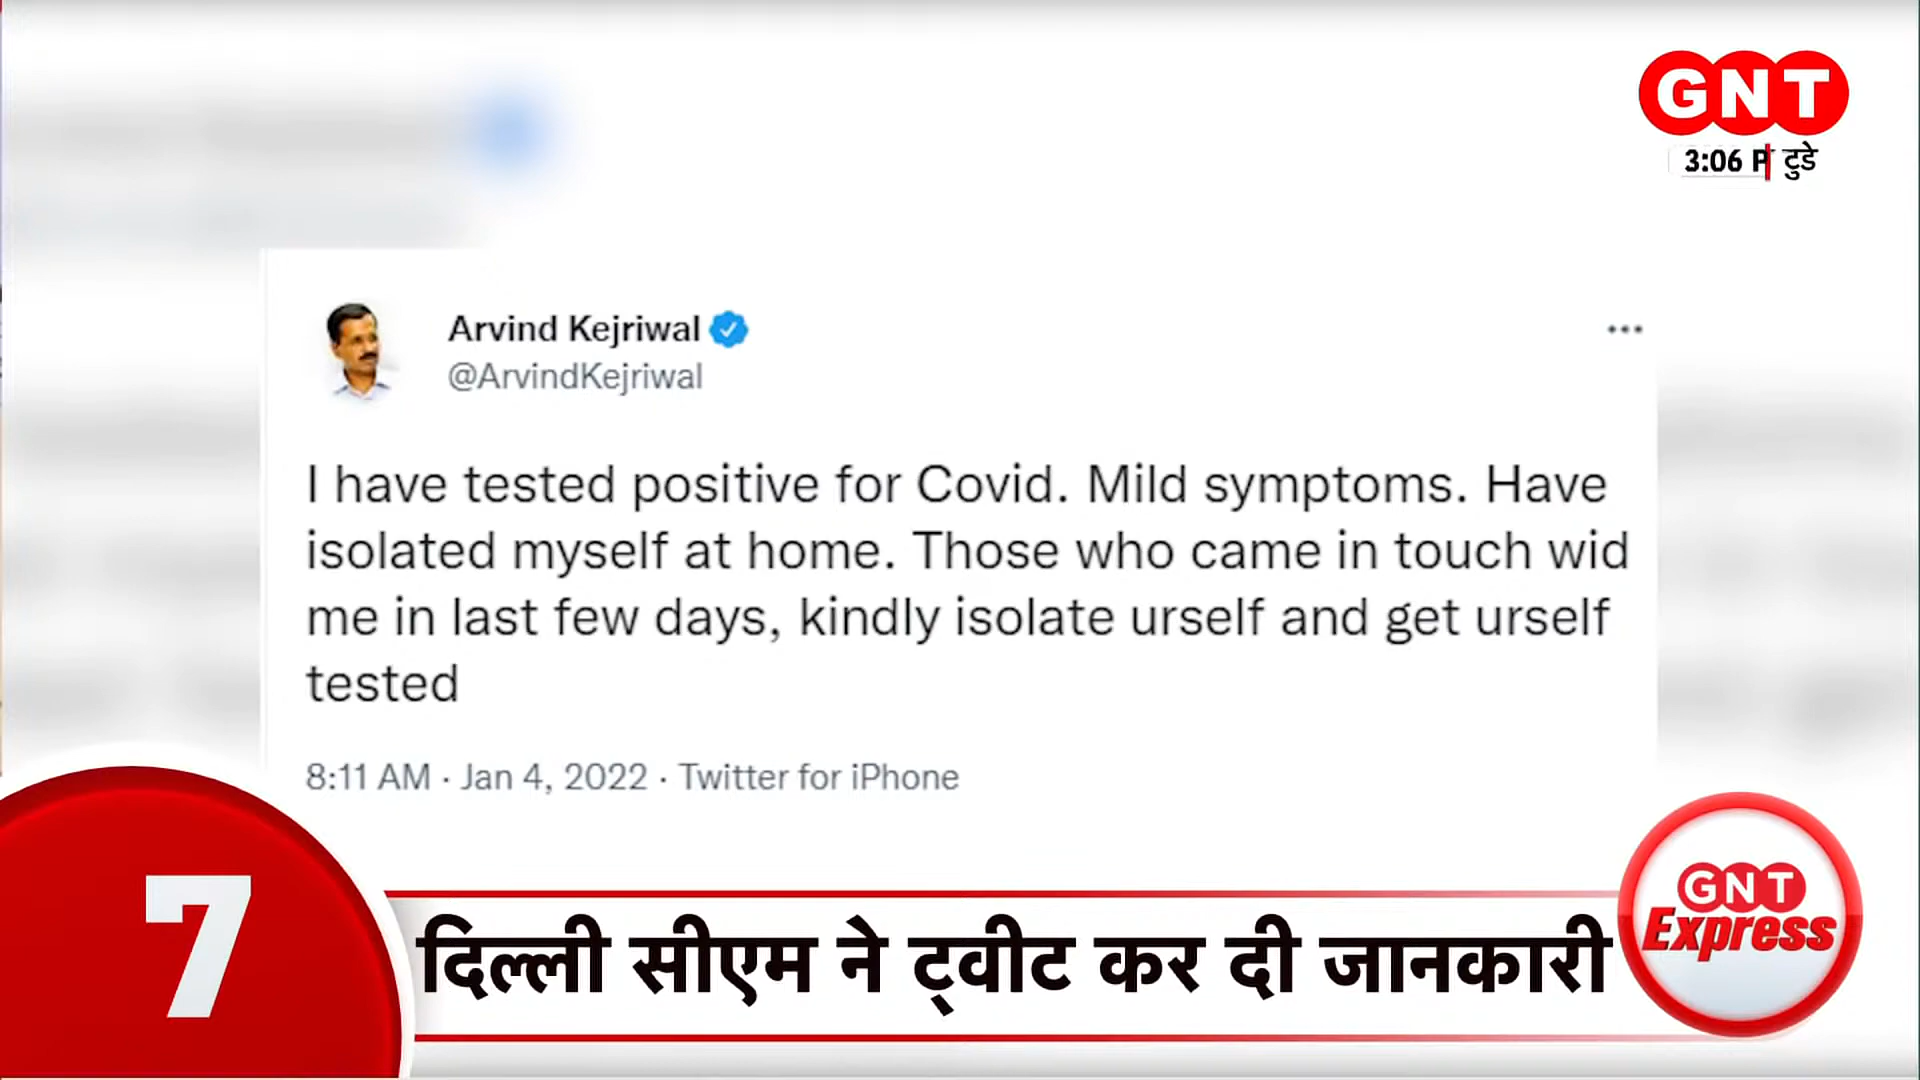 GNT
3:06 P टुडे
Arvind Kejriwal
@ArvindKejriwal
I have tested positive for Covid. Mild symptoms. Have
isolated myself at home. Those who came in touch wid
me in last few days, kindly isolate urself and get urself
tested
8:11 AM · Jan 4, 2022 · Twitter for iPhone
7
दिल्ली सीएम ने ट्वीट कर दी जानकारी
GNT
Express